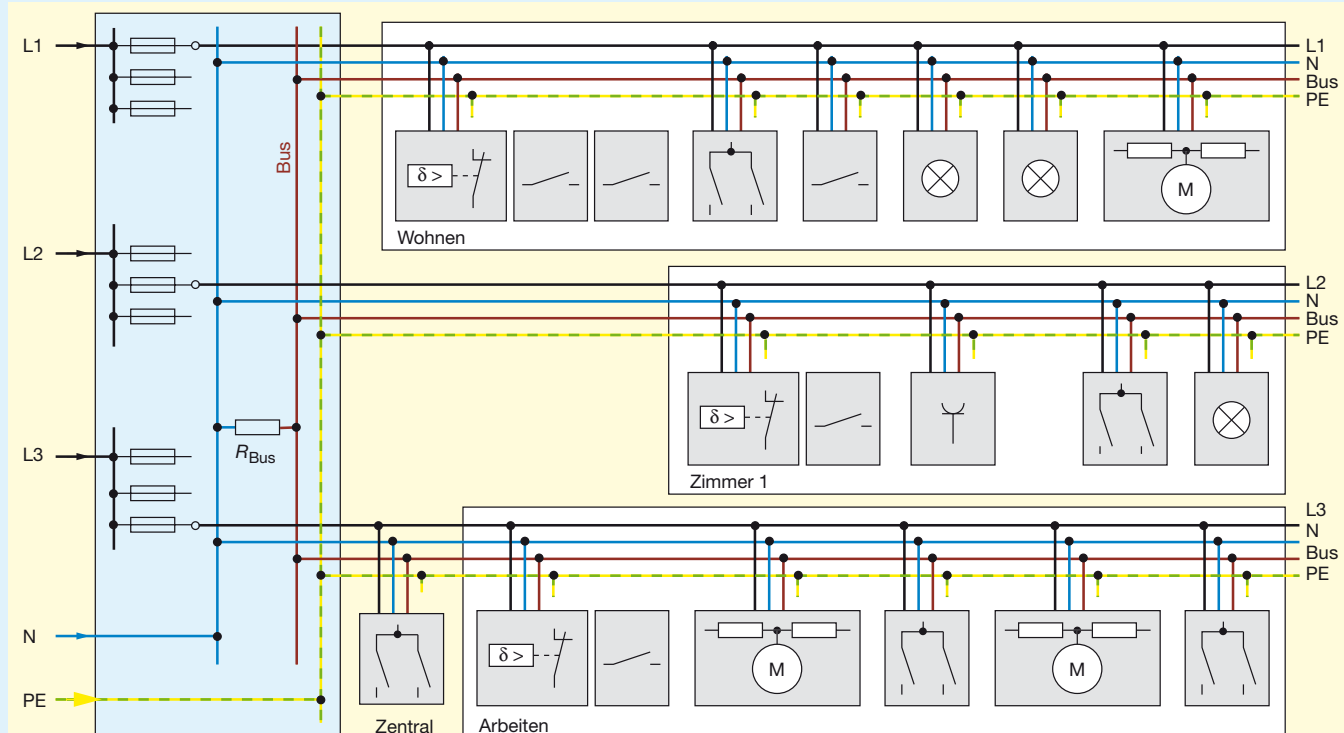 L1
L1
N
Bus
PE
Bus
δ >
M
Wohnen
L2
L2
N
Bus
PE
δ >
Zimmer 1
R Bus
L3
L3
N
Bus
PE
δ >
M
M
N
PE
Zentral
Arbeiten